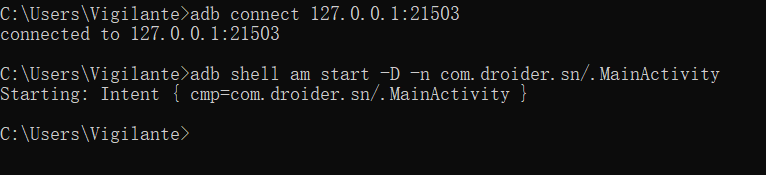 C:\Users\Vigilante>adb connect 127.0.0.1:21503
connected to 127.0.0.1:21503
C:\Users\Vigilante>adb shell am start -D -n com.droider.sn/.MainActivity
Starting: Intent { cmp=com.droider.sn/.MainActivity }
C:\Users\Vigilante>